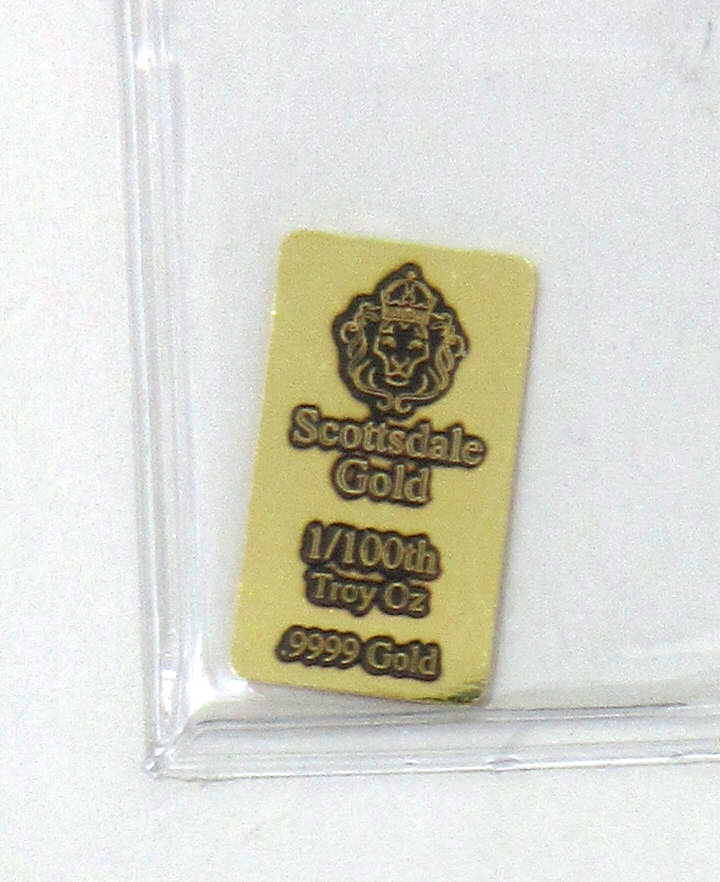 Scottsdale
Gold
1/100th
Troy Oz
.9999 Gold